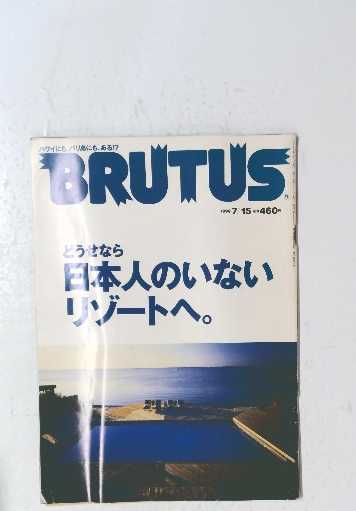 ハワイにも、バリ島にも、ある!?
BRUTUS
1999 7/15 460円
どうせなら
日本人のいない
リゾートへ。